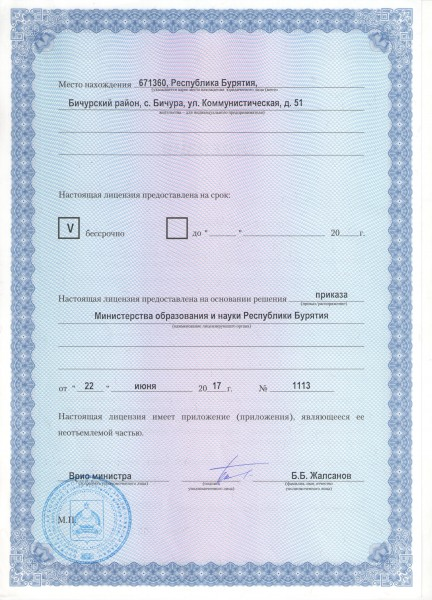 Место нахождения 671360, Республика Бурятия,
(указывается адрес места нахождения юридического лица (место
Бичурский район, с. Бичура, ул. Коммунистическая, д. 51
жительства – для индивидуального предпринимателя)
Настоящая лицензия предоставлена на срок:
V бессрочно до “ ” 20 г.
Настоящая лицензия предоставлена на основании решения приказа
(приказ/распоряжение)
Министерства образования и науки Республики Бурятия
(наименование лицензирующего органа)
от “ 22 ” июня 20 17 г. № 1113
Настоящая лицензия имеет приложение (приложения), являющееся ее
неотъемлемой частью.
Врио министра Б.Б. Жалсанов
(должность уполномоченного лица) (подпись уполномоченного лица) (фамилия, имя, отчество уполномоченного лица)
М.П.